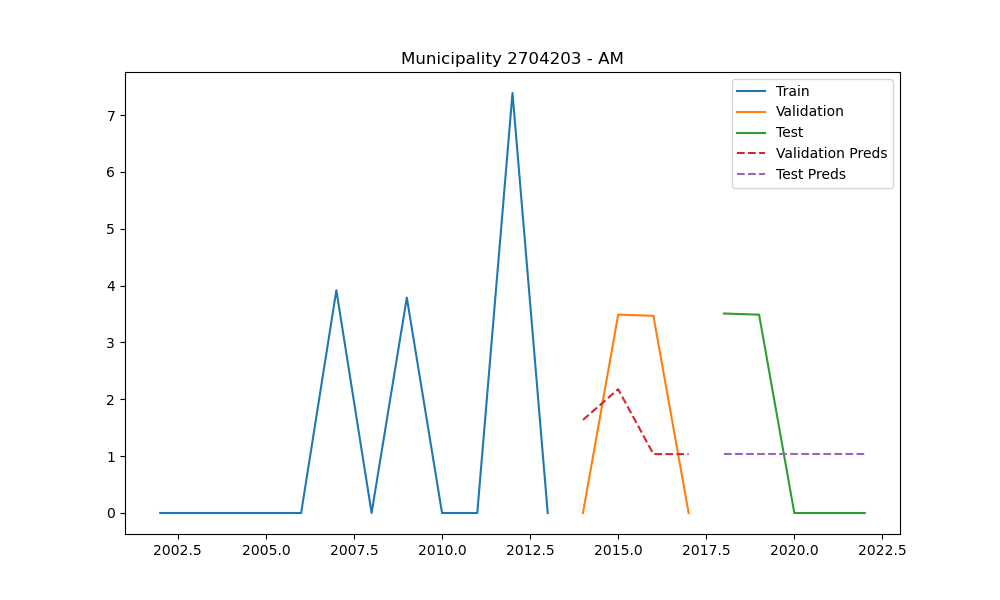 Municipality 2704203 - AM
Train
Validation
Test
Validation Preds
Test Preds
7
6
5
4
3
2
1
0
2002.5 2005.0 2007.5 2010.0 2012.5 2015.0 2017.5 2020.0 2022.5